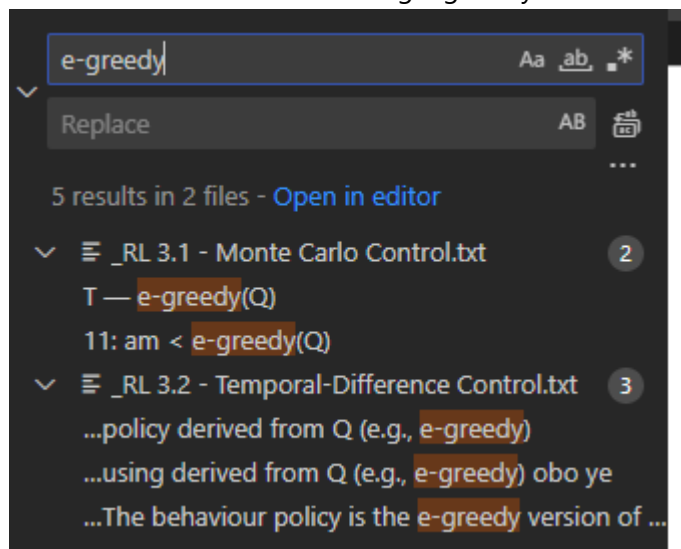 e-greedy Aa ab *
Replace AB
...
5 results in 2 files - Open in editor
_RL 3.1 - Monte Carlo Control.txt 2
T — e-greedy(Q)
11: am < e-greedy(Q)
_RL 3.2 - Temporal-Difference Control.txt 3
...policy derived from Q (e.g., e-greedy)
...using derived from Q (e.g., e-greedy) obo ye
...The behaviour policy is the e-greedy version of ...